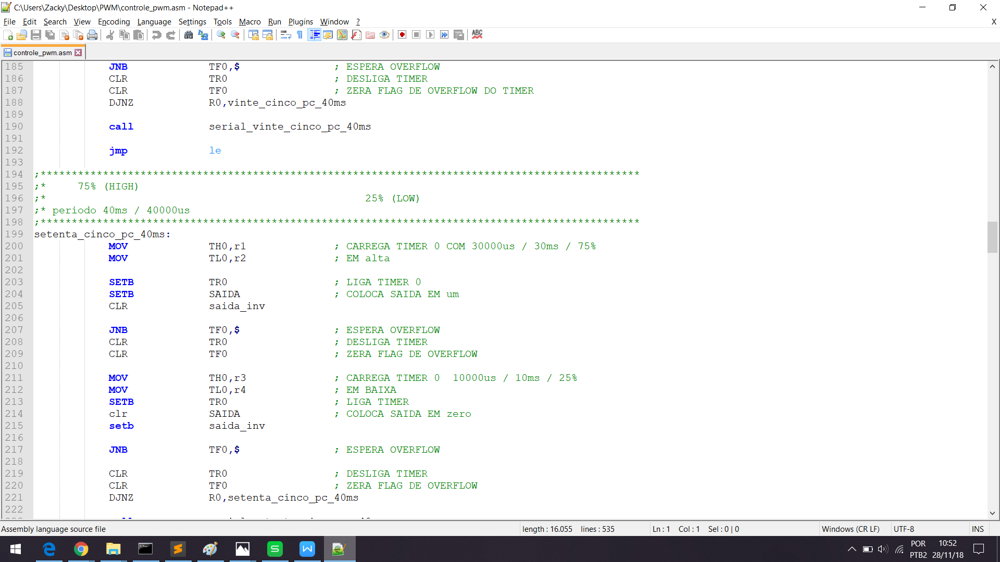 C:\Users\Zacky\Desktop\PWM\controle_pwm.asm - Notepad++
File Edit Search View Encoding Language Settings Tools Macro Run Plugins Window ? X
ABC
controle_pwm.asm
185 JNB TF0,$ ; ESPERA OVERFLOW
186 CLR TR0 ; DESLIGA TIMER
187 CLR TF0 ; ZERA FLAG DE OVERFLOW DO TIMER
188 DJNZ R0,vinte_cinco_pc_40ms
189
190 call serial_vinte_cinco_pc_40ms
191
192 jmp le
193
194 ;************************************************************************************************
195 ;* 75% (HIGH)
196 ;* 25% (LOW)
197 ;* periodo 40ms / 40000us
198 ;************************************************************************************************
199 setenta_cinco_pc_40ms:
200 MOV TH0,r1 ; CARREGA TIMER 0 COM 30000us / 30ms / 75%
201 MOV TL0,r2 ; EM alta
202
203 SETB TR0 ; LIGA TIMER 0
204 SETB SAIDA ; COLOCA SAIDA EM um
205 CLR saida_inv
206
207 JNB TF0,$ ; ESPERA OVERFLOW
208 CLR TR0 ; DESLIGA TIMER
209 CLR TF0 ; ZERA FLAG DE OVERFLOW
210
211 MOV TH0,r3 ; CARREGA TIMER 0  10000us / 10ms / 25%
212 MOV TL0,r4 ; EM BAIXA
213 SETB TR0 ; LIGA TIMER
214 clr SAIDA ; COLOCA SAIDA EM zero
215 setb saida_inv
216
217 JNB TF0,$ ; ESPERA OVERFLOW
218
219 CLR TR0 ; DESLIGA TIMER
220 CLR TF0 ; ZERA FLAG DE OVERFLOW
221 DJNZ R0,setenta_cinco_pc_40ms
222
Assembly language source file length : 16.055 lines : 535 Ln : 1 Col : 1 Sel : 0 | 0 Windows (CR LF) UTF-8 INS
POR 10:52
PTB2 28/11/18